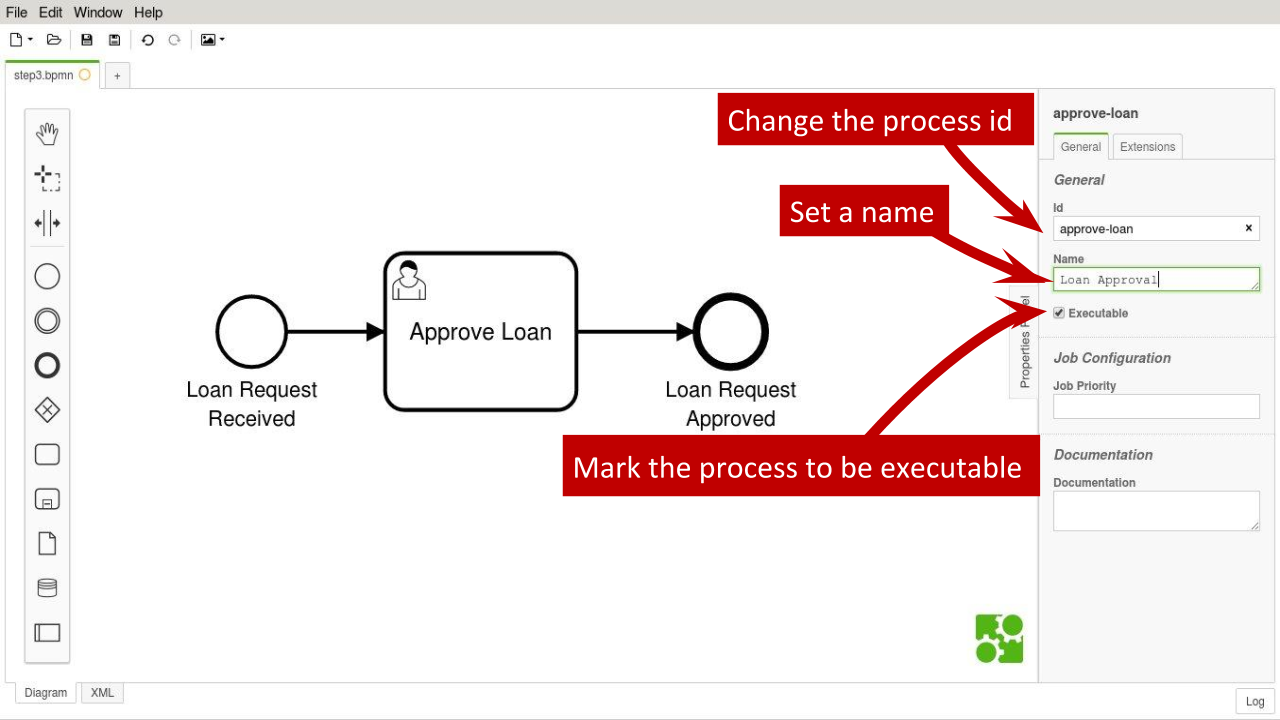 File Edit Window Help
step3.bpmn
+
Change the process id
approve-loan
General Extensions
General
Set a name
Id
approve-loan
Name
Loan Approval
Executable
Properties P el
Approve Loan
Loan Request
Received
Loan Request
Approved
Job Configuration
Job Priority
Mark the process to be executable
Documentation
Documentation
Diagram XML
Log